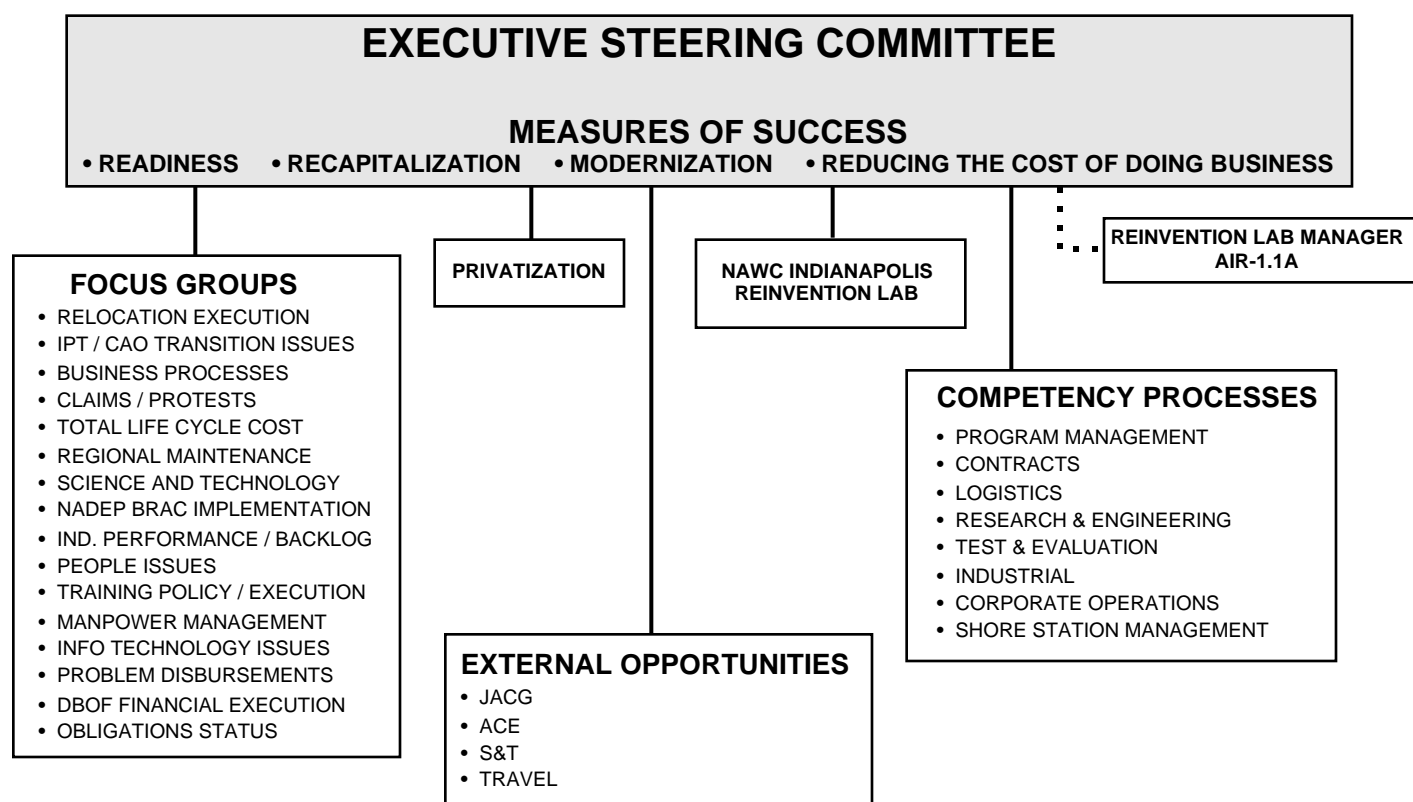 EXECUTIVE STEERING COMMITTEE
MEASURES OF SUCCESS
• READINESS • RECAPITALIZATION • MODERNIZATION • REDUCING THE COST OF DOING BUSINESS
FOCUS GROUPS
• RELOCATION EXECUTION
• IPT / CAO TRANSITION ISSUES
• BUSINESS PROCESSES
• CLAIMS / PROTESTS
• TOTAL LIFE CYCLE COST
• REGIONAL MAINTENANCE
• SCIENCE AND TECHNOLOGY
• NADEP BRAC IMPLEMENTATION
• IND. PERFORMANCE / BACKLOG
• PEOPLE ISSUES
• TRAINING POLICY / EXECUTION
• MANPOWER MANAGEMENT
• INFO TECHNOLOGY ISSUES
• PROBLEM DISBURSEMENTS
• DBOF FINANCIAL EXECUTION
• OBLIGATIONS STATUS
PRIVATIZATION
EXTERNAL OPPORTUNITIES
• JACG
• ACE
• S&T
• TRAVEL
NAWC INDIANAPOLIS
REINVENTION LAB
REINVENTION LAB MANAGER
AIR-1.1A
COMPETENCY PROCESSES
• PROGRAM MANAGEMENT
• CONTRACTS
• LOGISTICS
• RESEARCH & ENGINEERING
• TEST & EVALUATION
• INDUSTRIAL
• CORPORATE OPERATIONS
• SHORE STATION MANAGEMENT